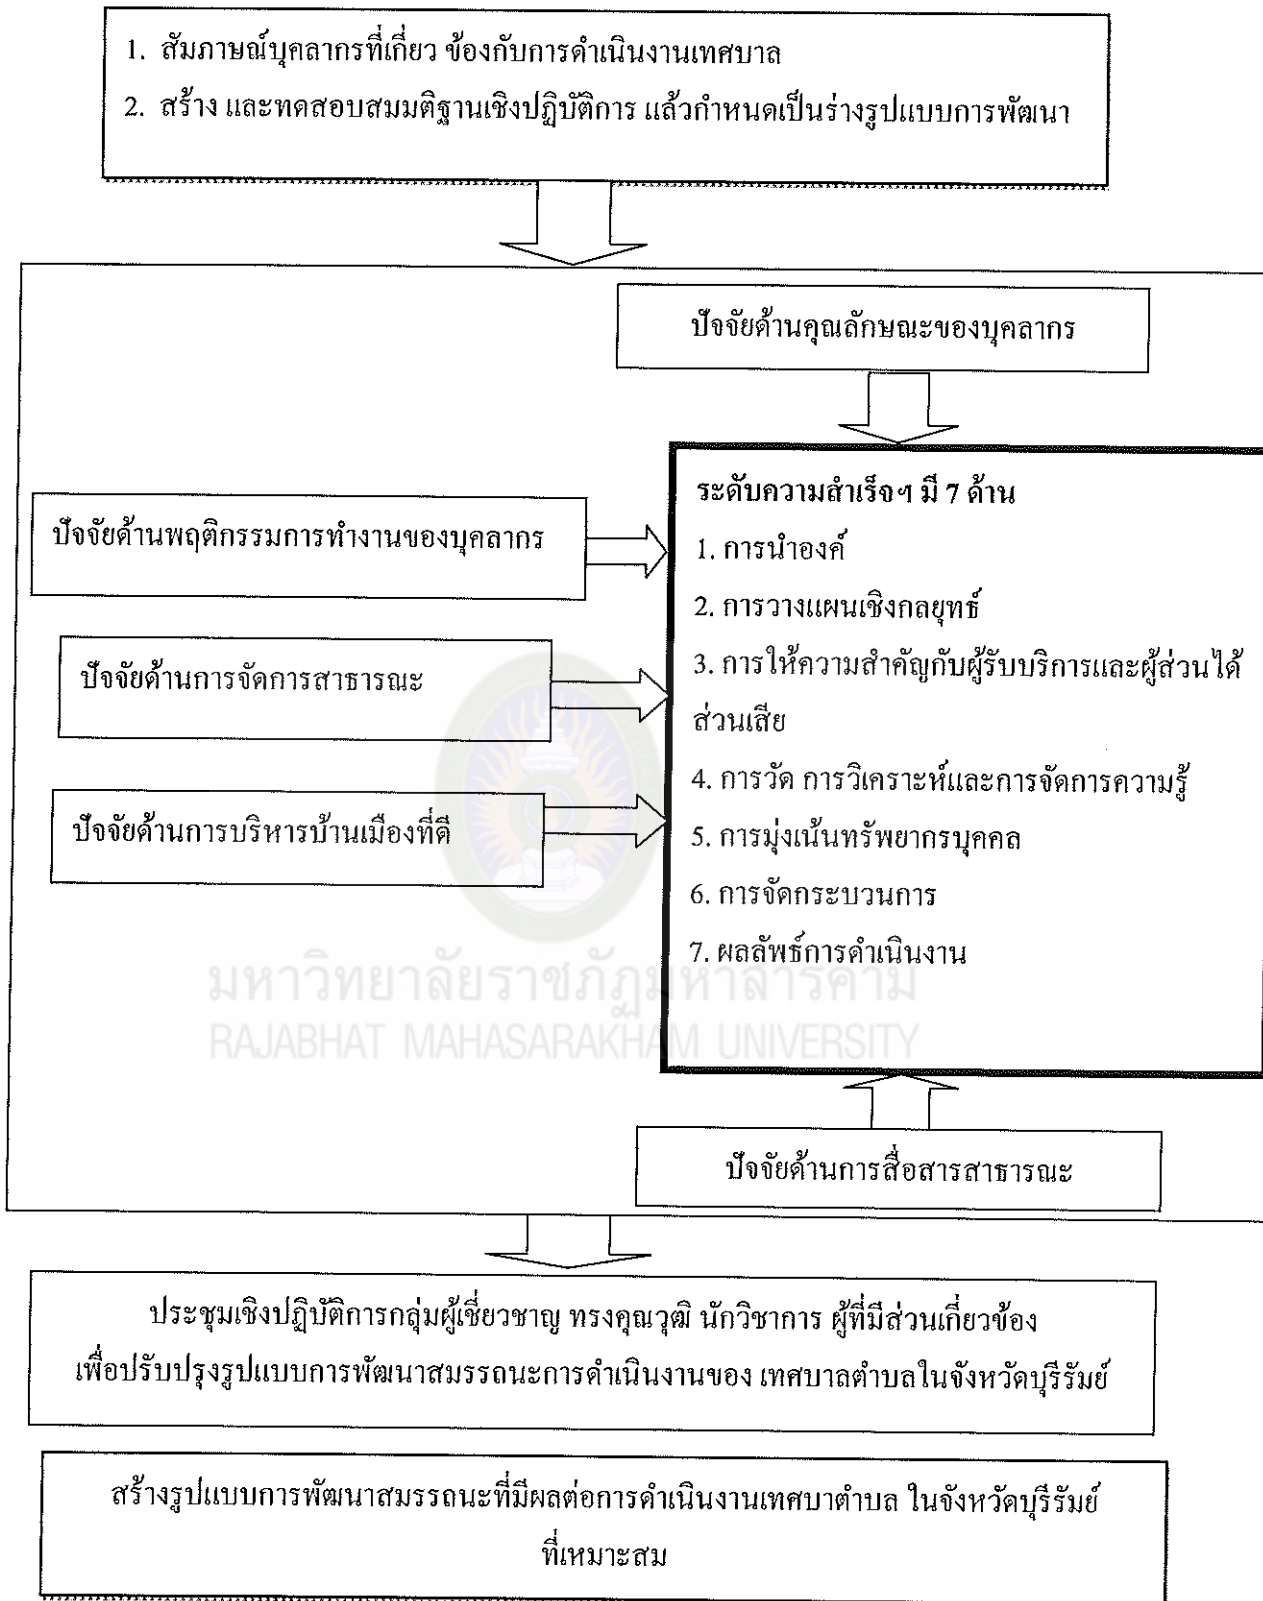 1. สัมภาษณ์บุคลากรที่เกี่ยว ข้องกับการดำเนินงานเทศบาล
2. สร้าง และทดสอบสมมติฐานเชิงปฏิบัติการ แล้วกำหนดเป็นร่างรูปแบบการพัฒนา
ปัจจัยด้านคุณลักษณะของบุคลากร
ปัจจัยด้านพฤติกรรมการทำงานของบุคลากร
ปัจจัยด้านการจัดการสาธารณะ
ปัจจัยด้านการบริหารบ้านเมืองที่ดี
ระดับความสำเร็จฯ มี 7 ด้าน
1. การนำองค์
2. การวางแผนเชิงกลยุทธ์
3. การให้ความสำคัญกับผู้รับบริการและผู้ส่วนได้
ส่วนเสีย
4. การวัด การวิเคราะห์และการจัดการความรู้
5. การมุ่งเน้นทรัพยากรบุคคล
6. การจัดกระบวนการ
7. ผลลัพธ์การดำเนินงาน
มหาวิทยาลัยราชภัฏมหาสารคาม
RAJABHAT MAHASARAKHAM UNIVERSITY
ปัจจัยด้านการสื่อสารสาธารณะ
ประชุมเชิงปฏิบัติการกลุ่มผู้เชี่ยวชาญ ทรงคุณวุฒิ นักวิชาการ ผู้ที่มีส่วนเกี่ยวข้อง
เพื่อปรับปรุงรูปแบบการพัฒนาสมรรถนะการดำเนินงานของ เทศบาลตำบลในจังหวัดบุรีรัมย์
สร้างรูปแบบการพัฒนาสมรรถนะที่มีผลต่อการดำเนินงานเทศบาตำบล ในจังหวัดบุรีรัมย์
ที่เหมาะสม